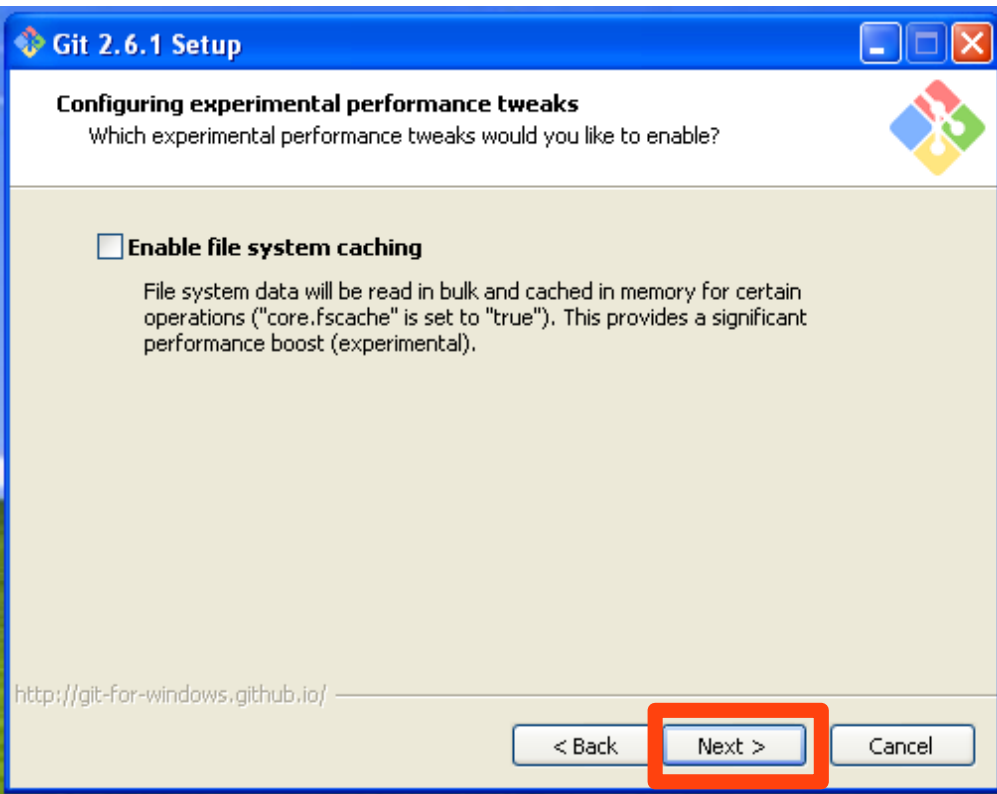 Git 2.6.1 Setup
Configuring experimental performance tweaks
Which experimental performance tweaks would you like to enable?
Enable file system caching
File system data will be read in bulk and cached in memory for certain
operations ("core.fscache" is set to "true"). This provides a significant
performance boost (experimental).
http://git-for-windows.github.io/
< Back Next > Cancel